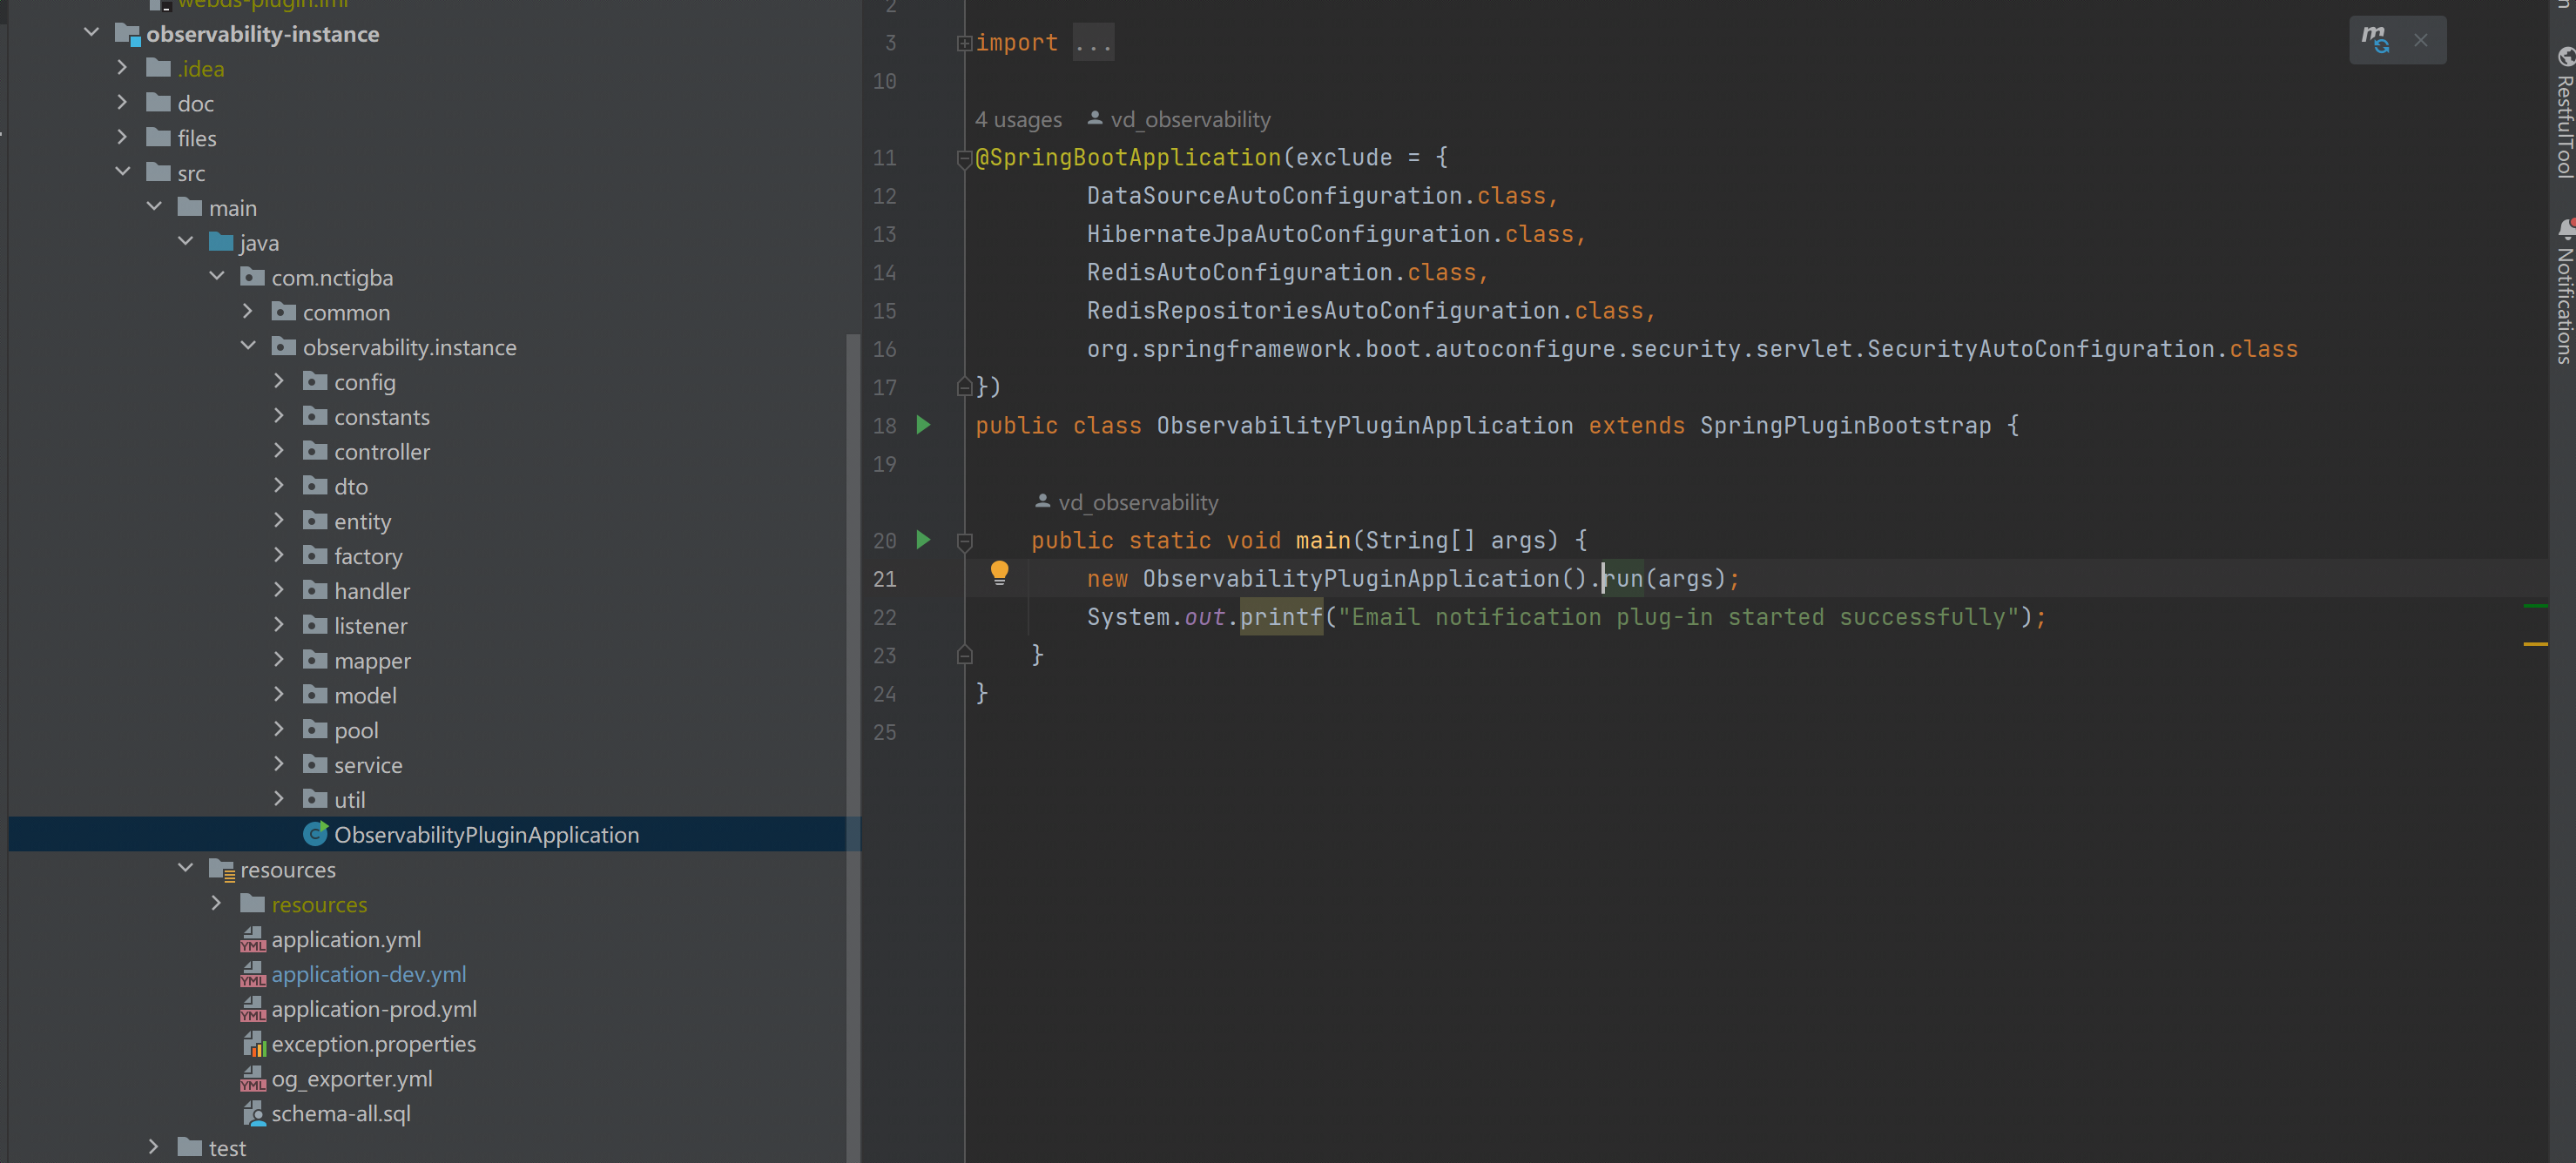 webds-plugin.iml
observability-instance
.idea
doc
files
src
main
java
com.nctigba
common
observability.instance
config
constants
controller
dto
entity
factory
handler
listener
mapper
model
pool
service
util
ObservabilityPluginApplication
resources
resources
application.yml
application-dev.yml
application-prod.yml
exception.properties
og_exporter.yml
schema-all.sql
test
2
3 import ...
10
4 usages vd_observability
11 @SpringBootApplication(exclude = {
12 DataSourceAutoConfiguration.class,
13 HibernateJpaAutoConfiguration.class,
14 RedisAutoConfiguration.class,
15 RedisRepositoriesAutoConfiguration.class,
16 org.springframework.boot.autoconfigure.security.servlet.SecurityAutoConfiguration.class
17 })
18 public class ObservabilityPluginApplication extends SpringPluginBootstrap {
19
vd_observability
20 public static void main(String[] args) {
21 new ObservabilityPluginApplication().run(args);
22 System.out.printf("Email notification plug-in started successfully");
23 }
24 }
25
RestfulTool
Notifications